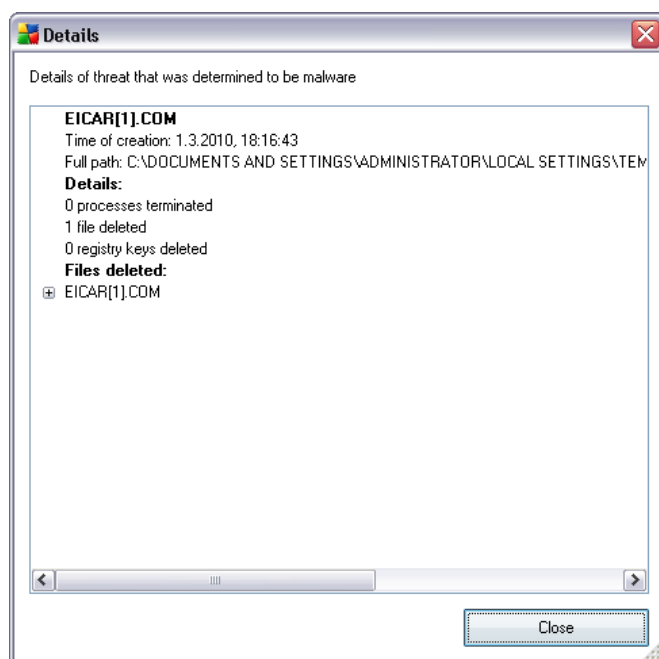 Details
Details of threat that was determined to be malware
EICAR[1].COM
Time of creation: 1.3.2010, 18:16:43
Full path: C:\DOCUMENTS AND SETTINGS\ADMINISTRATOR\LOCAL SETTINGS\TEM
Details:
0 processes terminated
1 file deleted
0 registry keys deleted
Files deleted:
EICAR[1].COM
Close